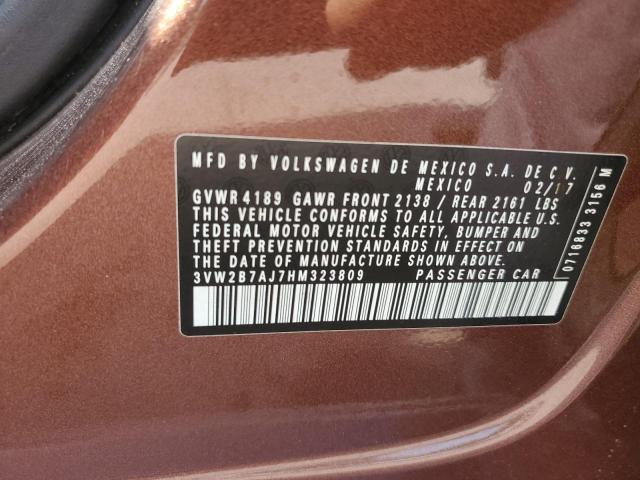 MFD BY VOLKSWAGEN DE MEXICO S.A. DE C.V.
MEXICO 02/17
GVWR 4189 GAWR FRONT 2138 / REAR 2161 LBS
THIS VEHICLE CONFORMS TO ALL APPLICABLE U.S.
FEDERAL MOTOR VEHICLE SAFETY, BUMPER AND
THEFT PREVENTION STANDARDS IN EFFECT ON
THE DATE OF MANUFACTURE SHOWN ABOVE.
3VW2B7AJ7HM323809 PASSENGER CAR
0716833 3156 M